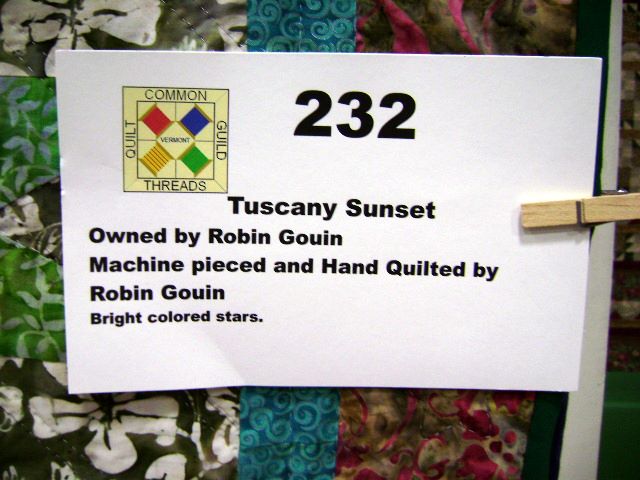 232
COMMON
QUILT
VERMONT
GUILD
THREADS
Tuscany Sunset
Owned by Robin Gouin
Machine pieced and Hand Quilted by
Robin Gouin
Bright colored stars.